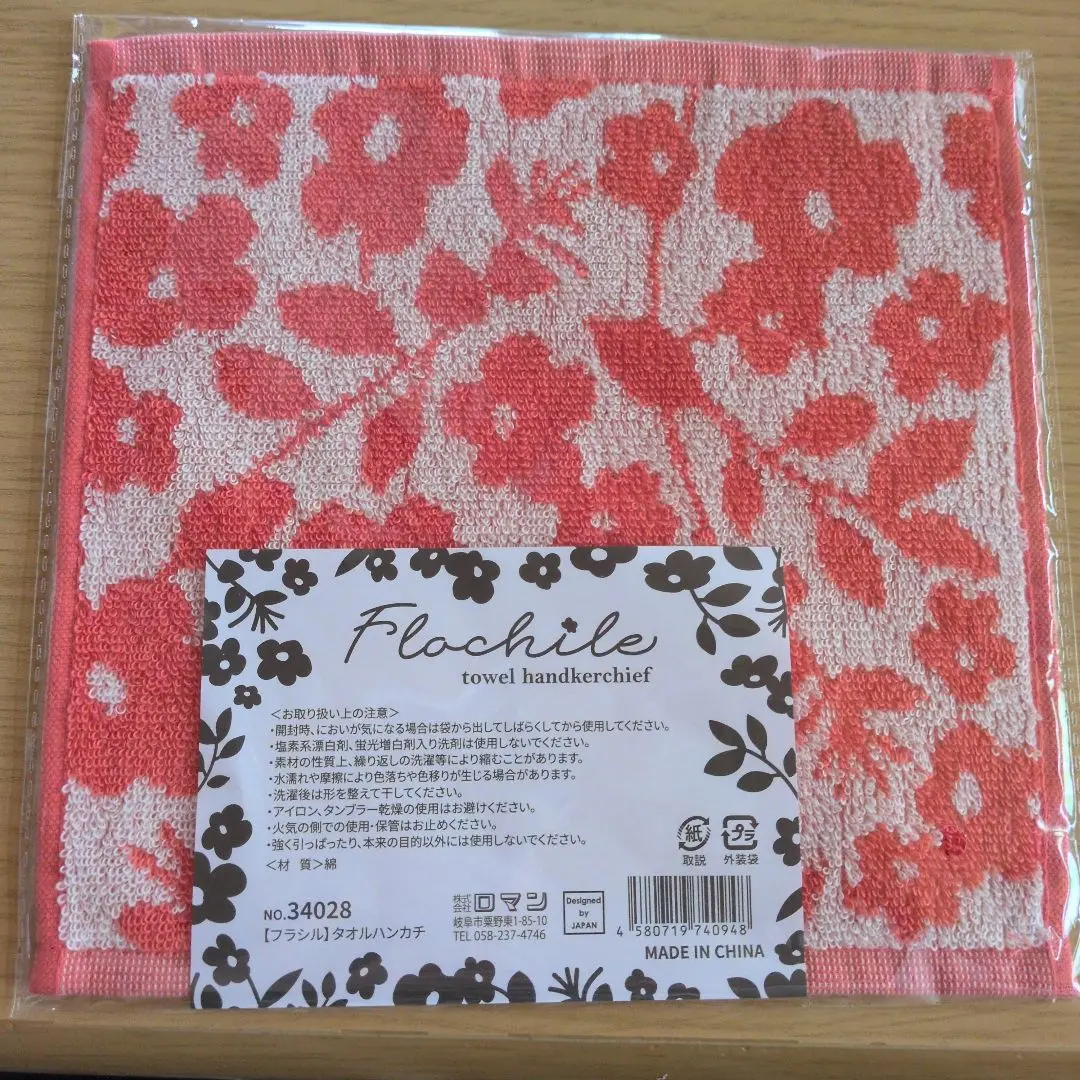 Flochile
towel handkerchief
＜お取り扱い上の注意＞
・開封時、においが気になる場合は袋から出してしばらくしてから使用してください。
・塩素系漂白剤、蛍光増白剤入り洗剤は使用しないでください。
・素材の性質上、繰り返しの洗濯等により縮むことがあります。
・水濡れや摩擦により色落ちや色移りが生じる場合があります。
・洗濯後は形を整えて干してください。
・アイロン、タンブラー乾燥の使用はお避けください。
・火気の側での使用・保管はお止めください。
・強く引っぱったり、本来の目的以外には使用しないでください。
＜材　質＞綿
紙
取説
プラ
外装袋
NO.34028
【フラシル】タオルハンカチ
株式会社ロマン
岐阜市粟野東1-85-10
TEL 058-237-4746
Designed
by
JAPAN
4 580719 740948
MADE IN CHINA